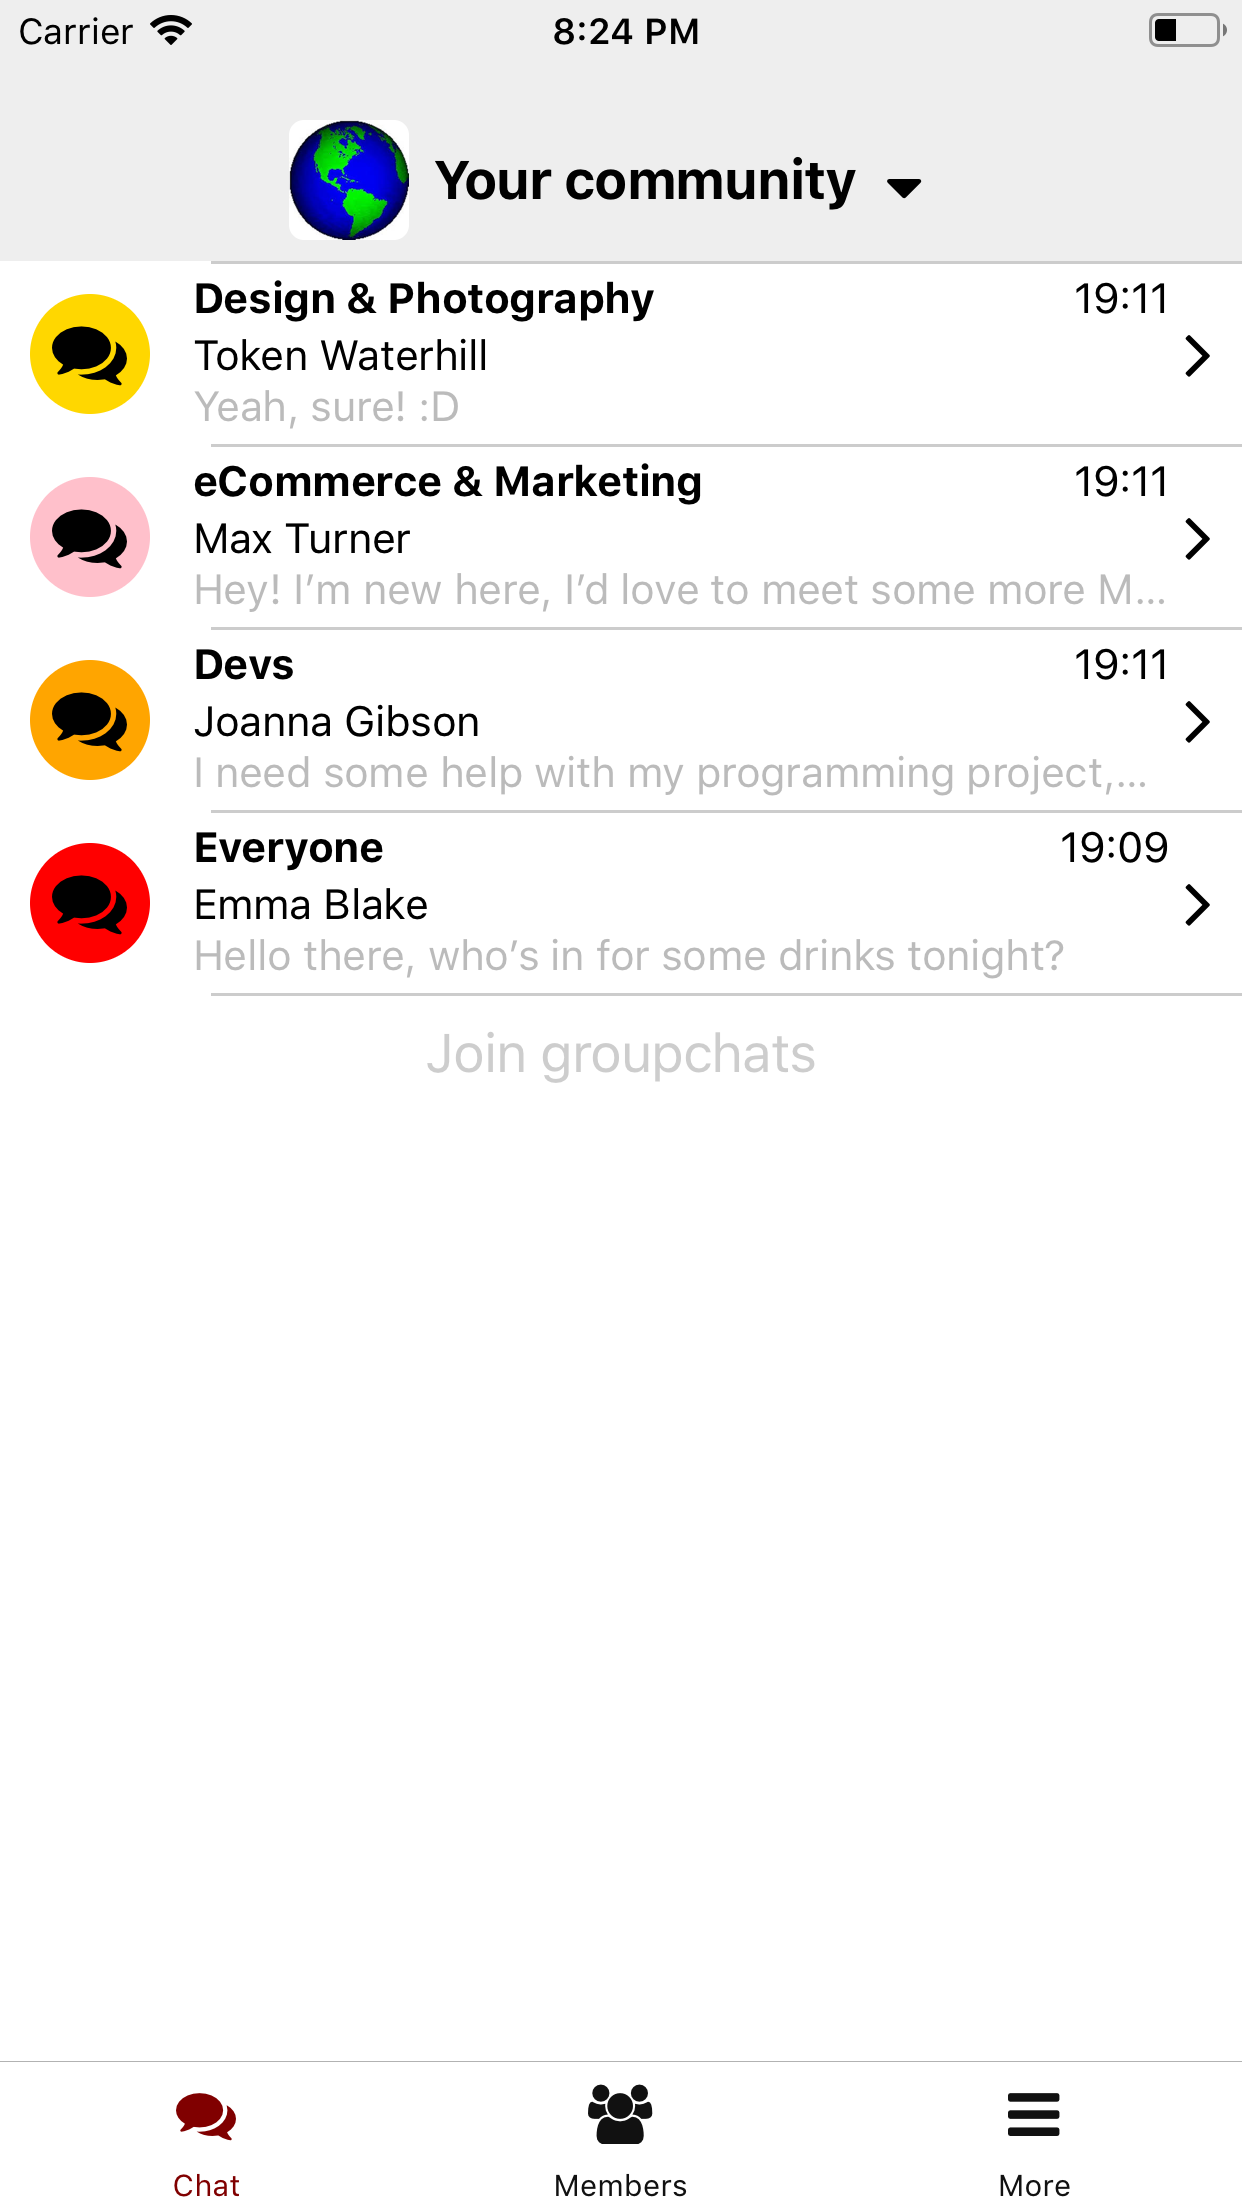 Carrier
8:24 PM
Your community
Design & Photography
19:11
Token Waterhill
Yeah, sure! :D
eCommerce & Marketing
19:11
Max Turner
Hey! I’m new here, I’d love to meet some more M...
Devs
19:11
Joanna Gibson
I need some help with my programming project,...
Everyone
19:09
Emma Blake
Hello there, who’s in for some drinks tonight?
Join groupchats
Chat
Members
More